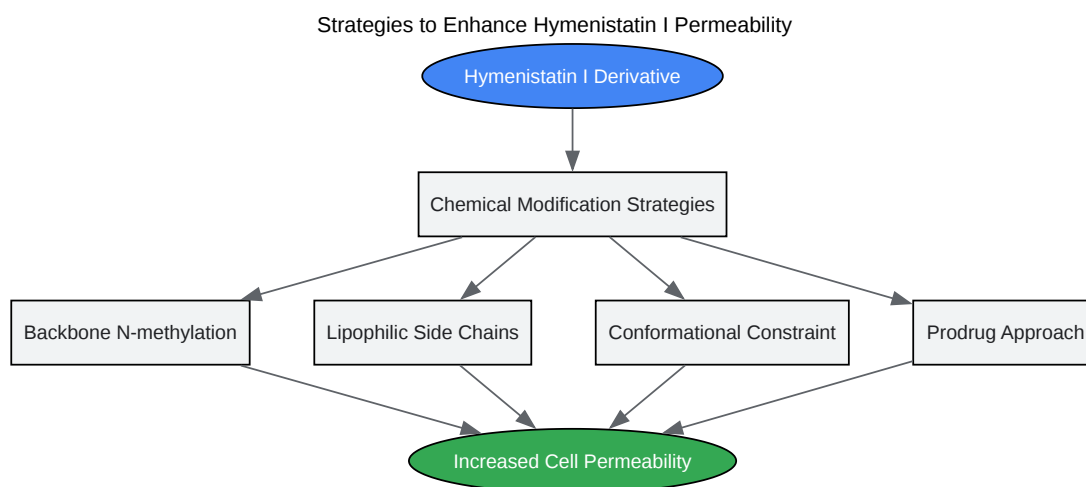 Strategies to Enhance Hymenistatin I Permeability
Hymenistatin I Derivative
Chemical Modification Strategies
Backbone N-methylation
Lipophilic Side Chains
Conformational Constraint
Prodrug Approach
Increased Cell Permeability